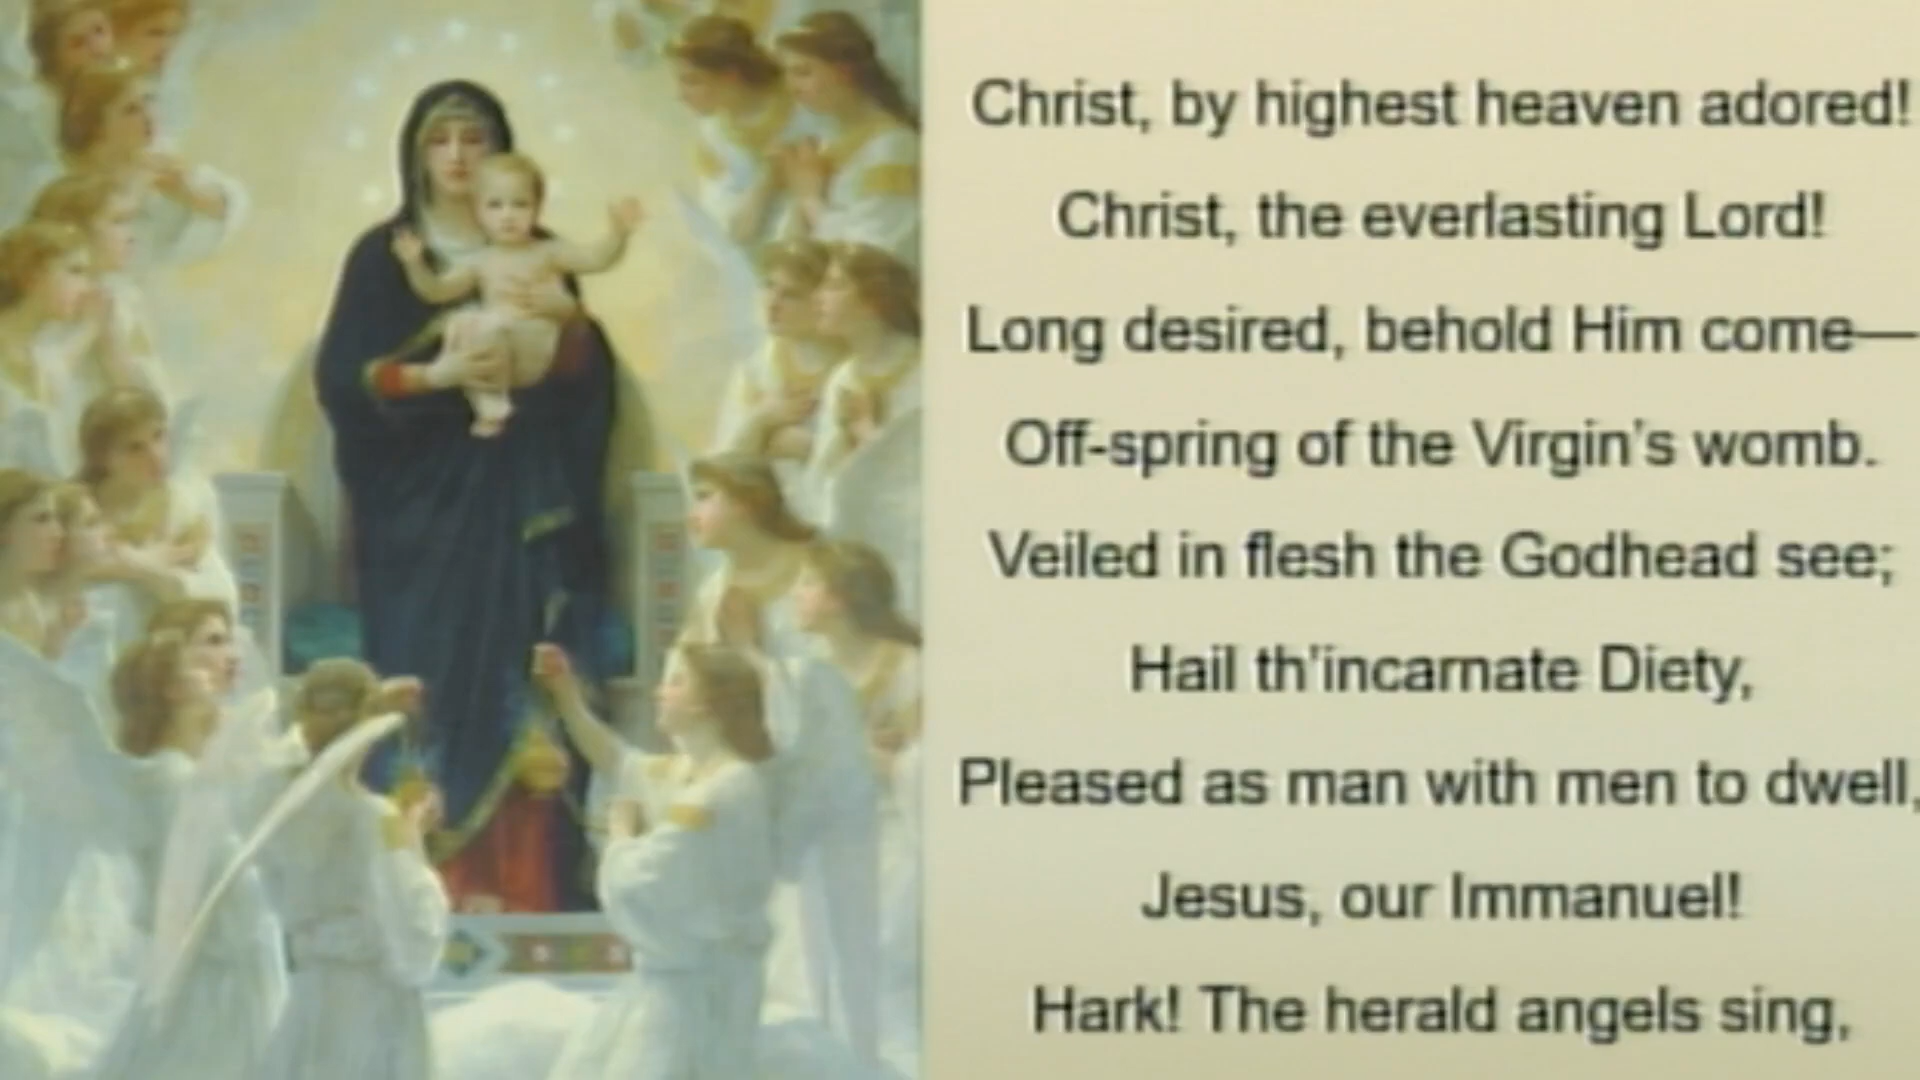 Christ, by highest heaven adored!
Christ, the everlasting Lord!
Long desired, behold Him come—
Off-spring of the Virgin's womb.
Veiled in flesh the Godhead see;
Hail th'incarnate Diety,
Pleased as man with men to dwell,
Jesus, our Immanuel!
Hark! The herald angels sing,